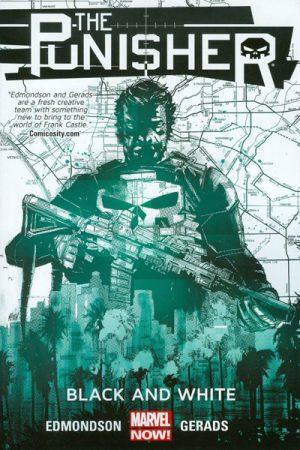 THE
PUNISHER
"Edmondson and Gerads
are a fresh creative
team with something
new to bring to the
world of Frank Castle."
Comicosity.com
BLACK AND WHITE
EDMONDSON
MARVEL
NOW!
GERADS